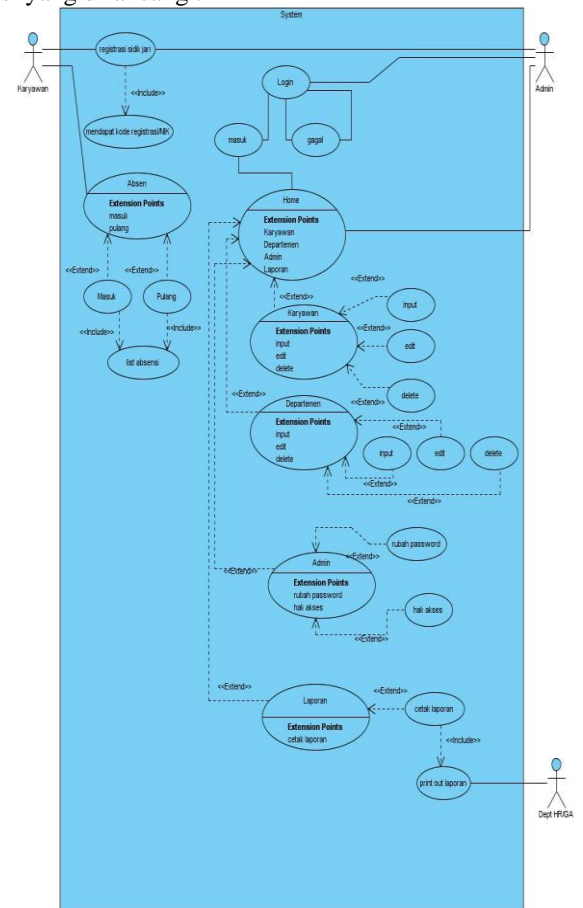 System
registrasi sidik jari
Karyawan
Admin
<<Include>>
Login
mendapat kode registrasi/NIK
masuk
gagal
Absen
Extension Points
masuk
pulang
Home
Extension Points
Karyawan
Departemen
Admin
Laporan
<<Extend>>
<<Extend>>
<<Extend>>
<<Extend>>
Masuk
Pulang
input
Karyawan
Extension Points
input
edit
delete
<<Extend>>
edit
<<Include>>
<<Include>>
list absensi
<<Extend>>
delete
<<Extend>>
Departemen
Extension Points
input
edit
delete
<<Extend>>
input
edit
delete
<<Extend>>
<<Extend>>
rubah password
<<Extend>>
Admin
Extension Points
rubah password
hak akses
<<Extend>>
hak akses
<<Extend>>
<<Extend>>
Laporan
Extension Points
cetak laporan
<<Extend>>
cetak laporan
<<Include>>
print out laporan
Dept HR/GA